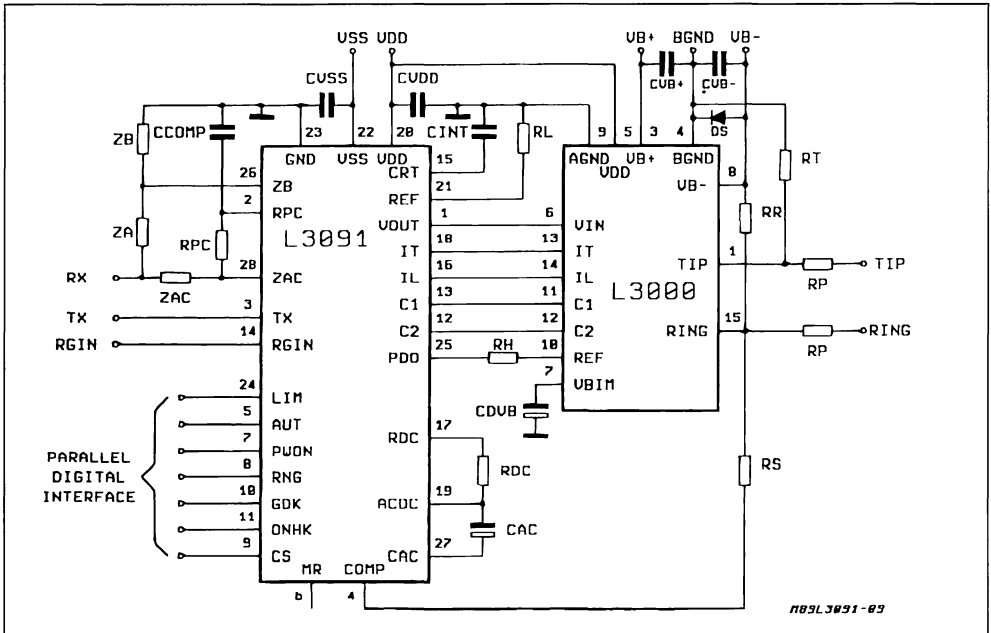 VSS VDD
VB+ BGND VB-
CVSS CVDD CVB+ CVB-
ZB CCOMP CINT RL DS RT
23 22 20 9 5 3 4
GND VSS VDD 15 AGND VB+ BGND
CRT VDD 8
26 ZB 21 VB-
2 RPC REF RR
ZA RPC L3091 VOUT 1 6 VIN
IT 18 13 IT TIP 1 RP TIP
RX ZAC 28 ZAC IL 16 14 IL L3000
3 C1 13 11 C1
TX TX C2 12 12 C2 RING 15 RP RING
14
RGIN RGIN PDO 25 RH 10 REF
7 VBIM
24 LIM CDVB
5 AUT RDC 17
PARALLEL
DIGITAL
INTERFACE
7 PWON RDC RS
8 RNG
10 GDK ACDC 19
11 ONHK CAC
9 CS CAC 27
MR COMP
6 4
M89L3091-09